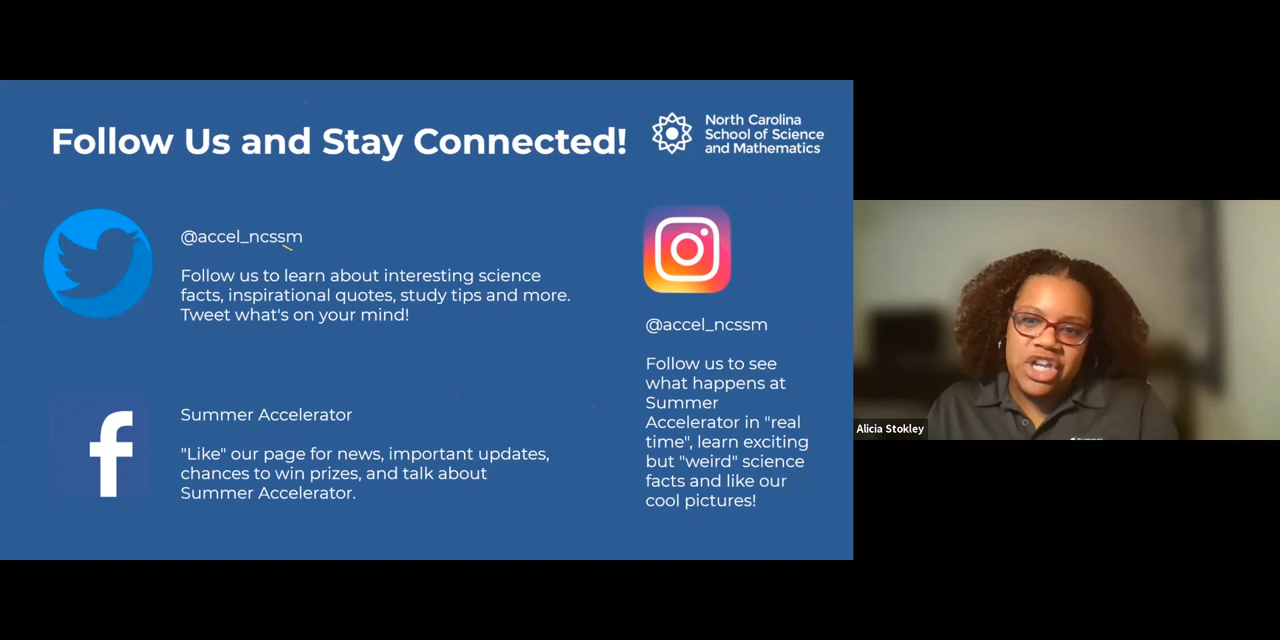 Follow Us and Stay Connected!
North Carolina
School of Science
and Mathematics
@accel_ncssm
Follow us to learn about interesting science
facts, inspirational quotes, study tips and more.
Tweet what's on your mind!
Summer Accelerator
"Like" our page for news, important updates,
chances to win prizes, and talk about
Summer Accelerator.
@accel_ncssm
Follow us to see
what happens at
Summer
Accelerator in "real
time", learn exciting
but "weird" science
facts and like our
cool pictures!
Alicia Stokley